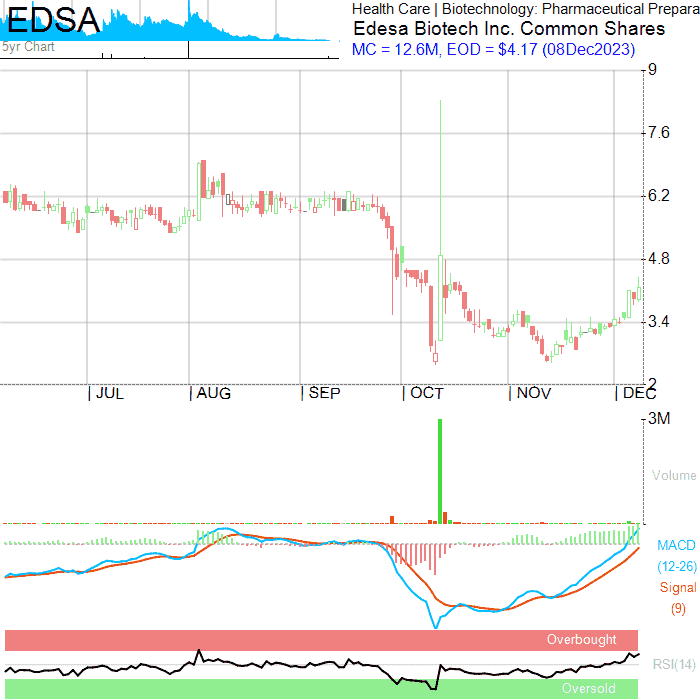 EDSA
5yr Chart
Health Care | Biotechnology: Pharmaceutical Prepara
Edesa Biotech Inc. Common Shares
MC = 12.6M, EOD = $4.17 (08Dec2023)
9
7.6
6.2
4.8
3.4
2
| JUL | AUG | SEP | OCT | NOV | DEC
3M
Volume
MACD
(12-26)
Signal
(9)
Overbought
RSI(14)
Oversold